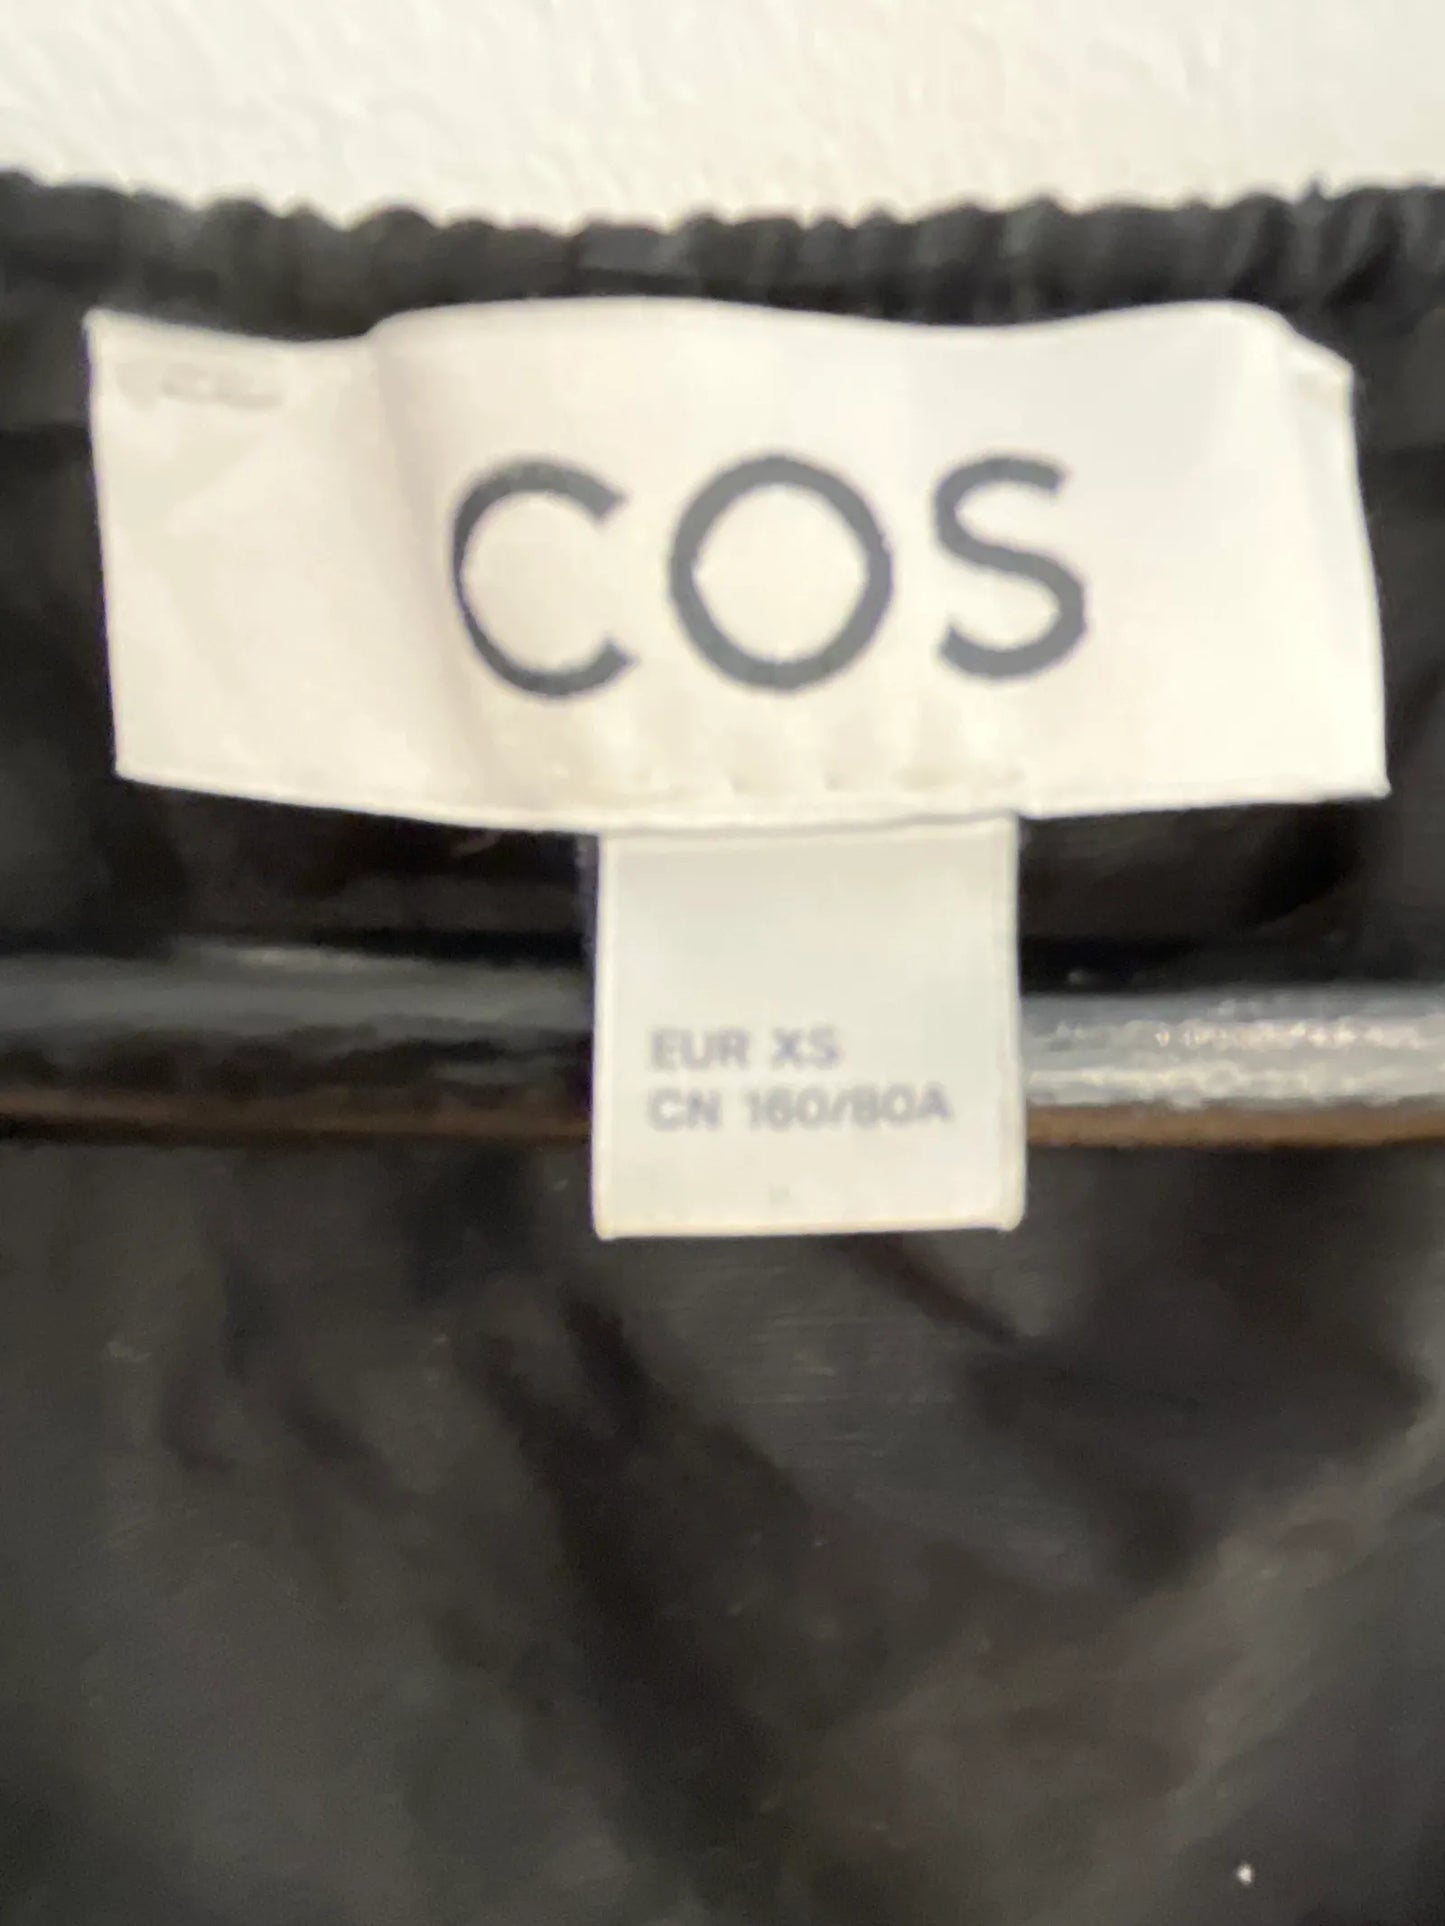 COS
EUR XS
CN 160/80A